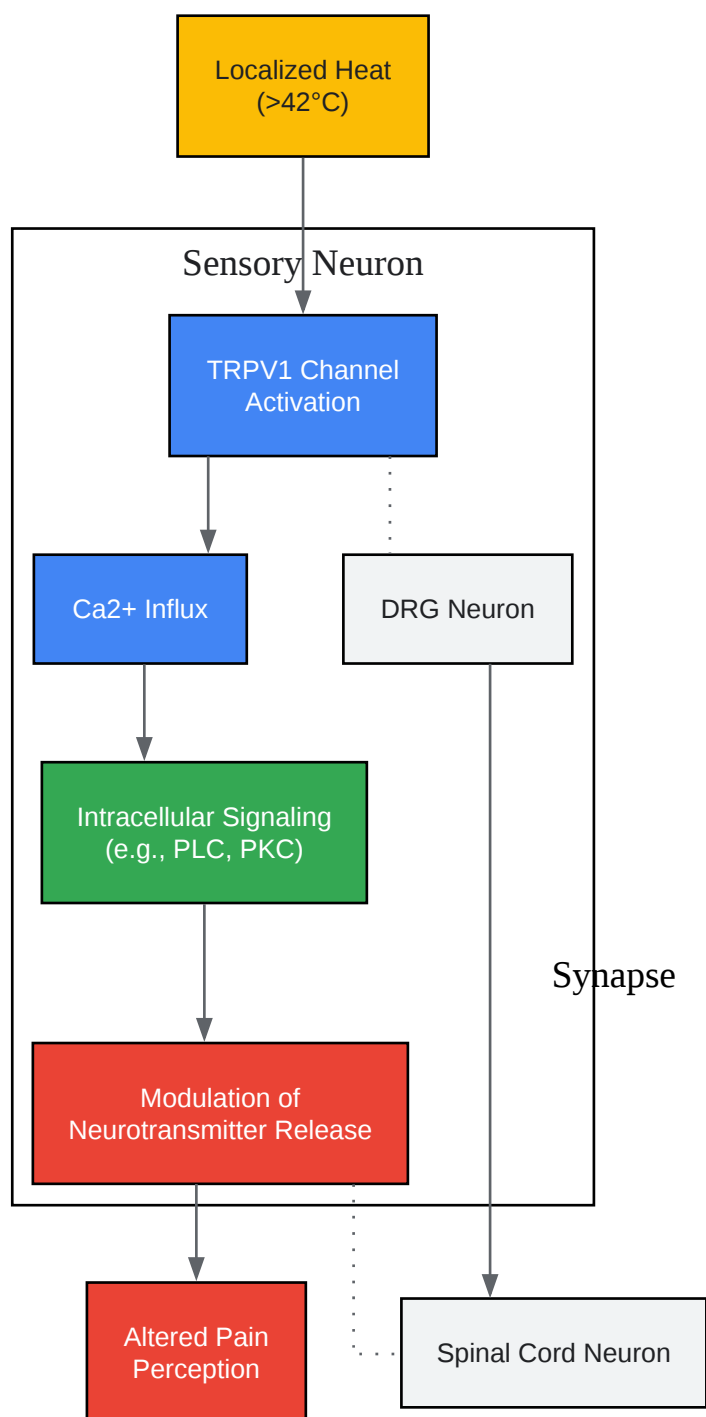 Localized Heat
(>42°C)
Sensory Neuron
TRPV1 Channel
Activation
Ca2+ Influx
DRG Neuron
Intracellular Signaling
(e.g., PLC, PKC)
Synapse
Modulation of
Neurotransmitter Release
Altered Pain
Perception
Spinal Cord Neuron